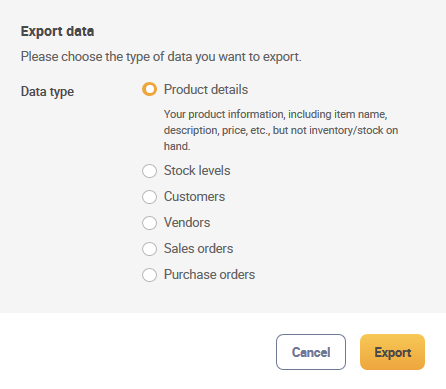 Export data
Please choose the type of data you want to export.
Data type
Product details
Your product information, including item name,
description, price, etc., but not inventory/stock on
hand.
Stock levels
Customers
Vendors
Sales orders
Purchase orders
Cancel
Export